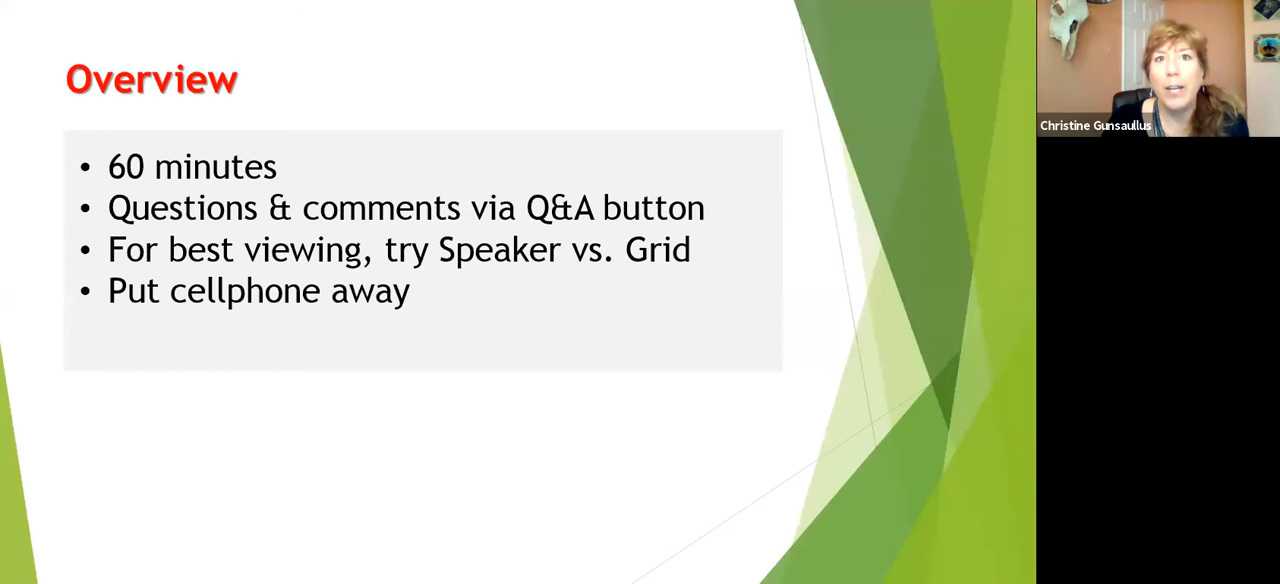 Overview
• 60 minutes
• Questions & comments via Q&A button
• For best viewing, try Speaker vs. Grid
• Put cellphone away
Christine Gunsaullus